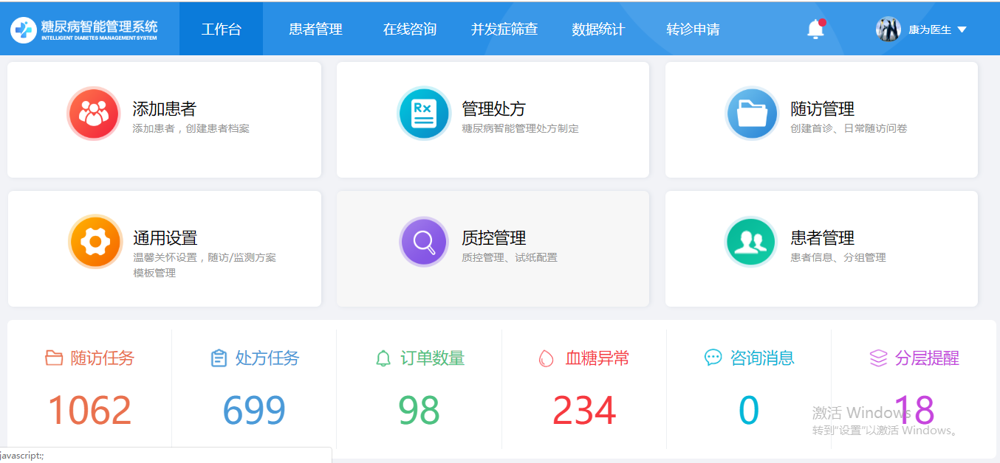 糖尿病智能管理系统
INTELLIGENT DIABETES MANAGEMENT SYSTEM
工作台
患者管理
在线咨询
并发症筛查
数据统计
转诊申请
康为医生
添加患者
添加患者，创建患者档案
管理处方
糖尿病智能管理处方制定
随访管理
创建首诊、日常随访问卷
通用设置
温馨关怀设置，随访/监测方案
模板管理
质控管理
质控管理、试纸配置
患者管理
患者信息、分组管理
随访任务
处方任务
订单数量
血糖异常
咨询消息
分层提醒
1062
699
98
234
0
18
激活 Windows
转到"设置"以激活 Windows。
javascript:;
Rx